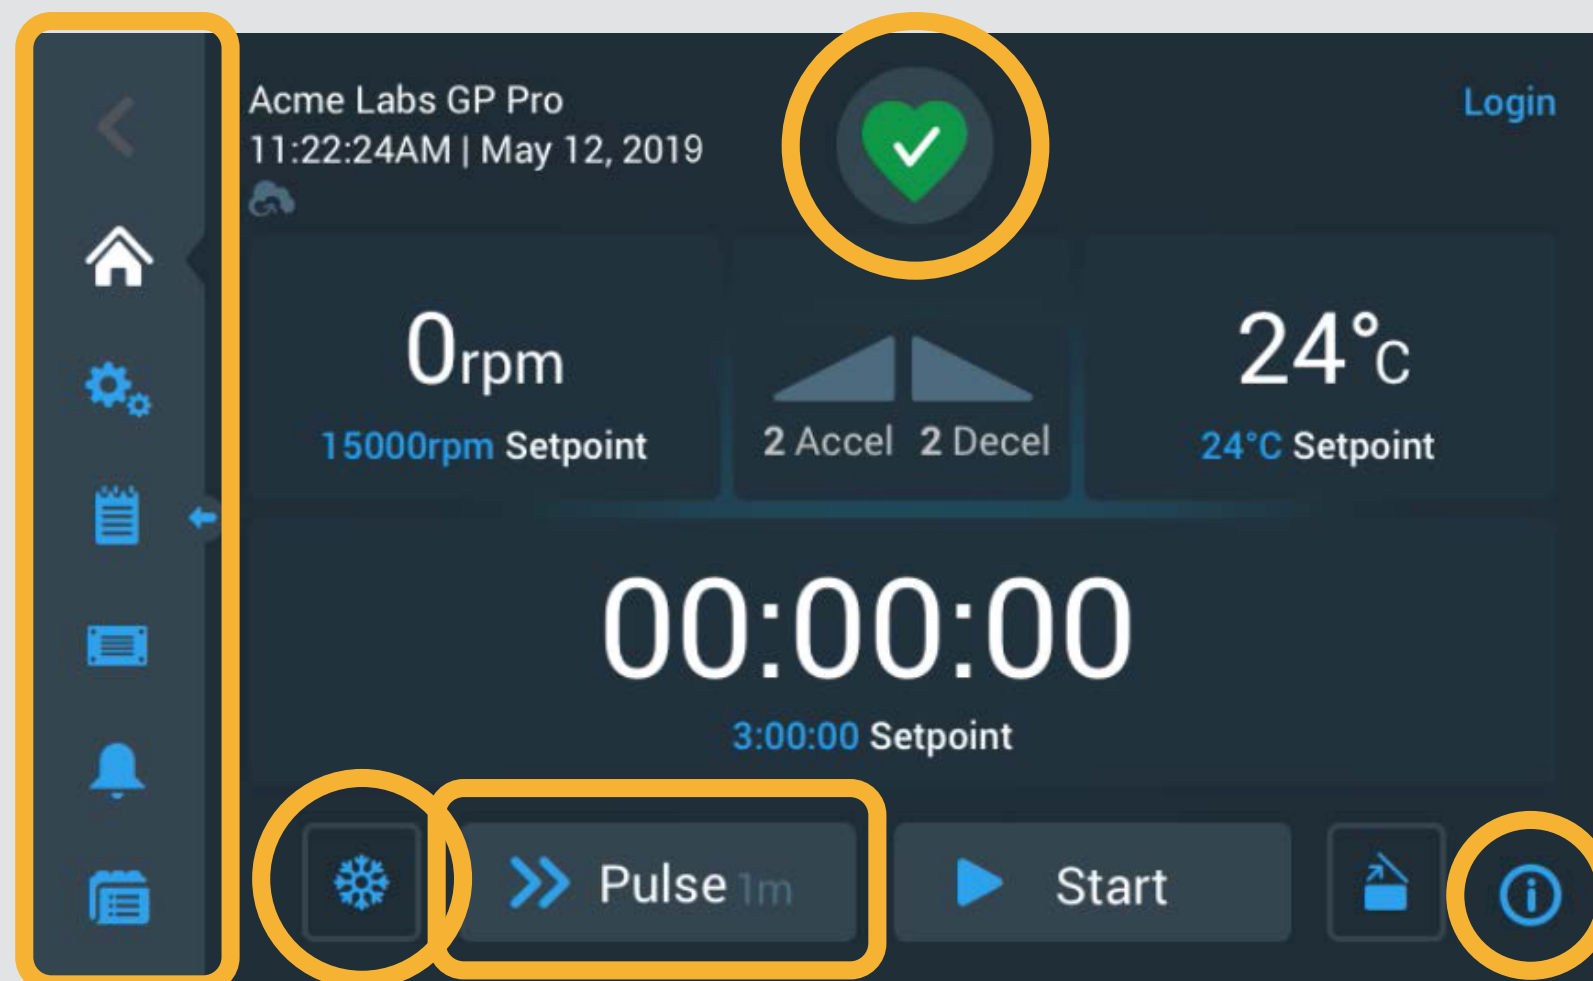 Acme Labs GP Pro
Login
11:22:24AM | May 12, 2019
0rpm
15000rpm Setpoint
2 Accel 2 Decel
24°C
24°C Setpoint
00:00:00
3:00:00 Setpoint
Pulse 1m
Start